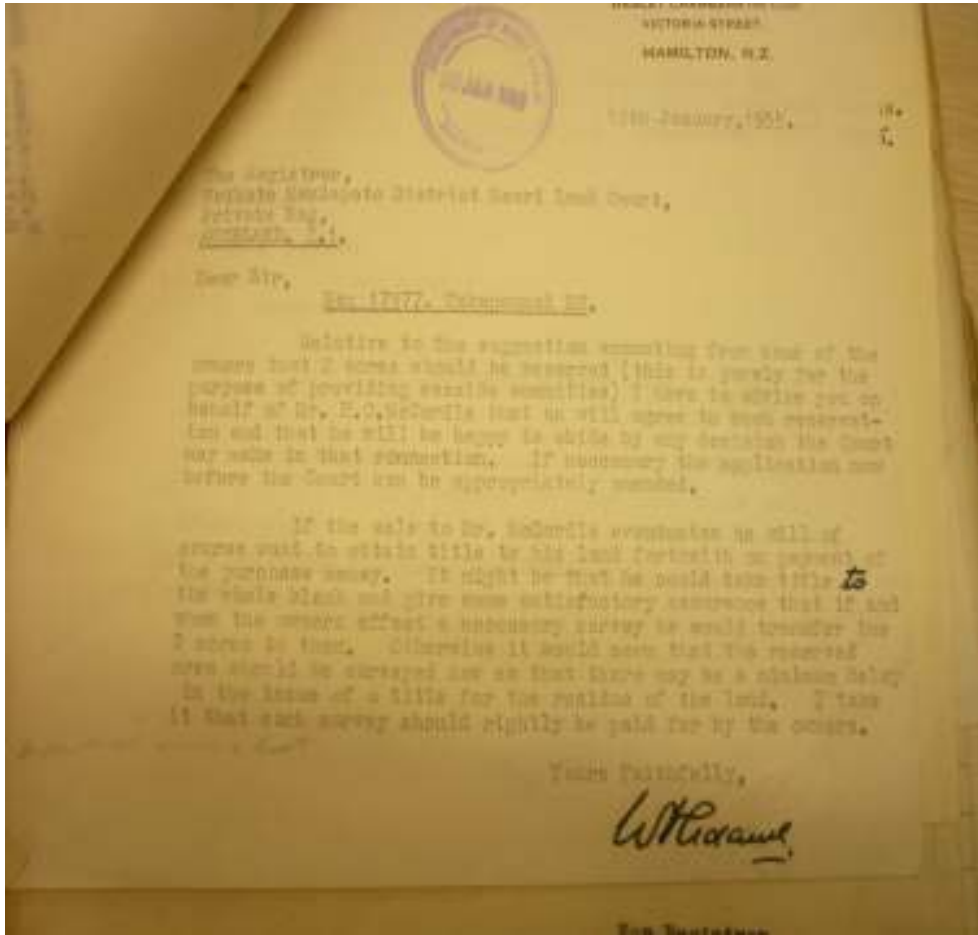 VICTORIA STREET,
HAMILTON, N.Z.
January, 1955.
The Registrar,
District Maori Land Court,
Private Bag,
AUCKLAND, C.1.
Dear Sir,
Relative to the suggestion emanating from some of the
owners that 2 acres should be reserved (this is purely for the
purpose of providing seaside amenities) I have to advise you on
behalf of Mr. that he will agree to such reservat-
ion and that he will be happy to abide by any decision the Court
may make in that connection. If necessary the application now
before the Court can be appropriately amended.
If the sale to Mr. eventuates he will of
course want to obtain title to his land forthwith on payment of
the purchase money. It might be that he could take title to
the whole block and give some satisfactory assurance that if and
when the owners effect a necessary survey he would transfer the
2 acres to them. Otherwise it would seem that the reserved
area should be surveyed now so that there may be a minimum delay
in the issue of a title for the residue of the land. I take
it that such survey should rightly be paid for by the owners.
Yours faithfully,